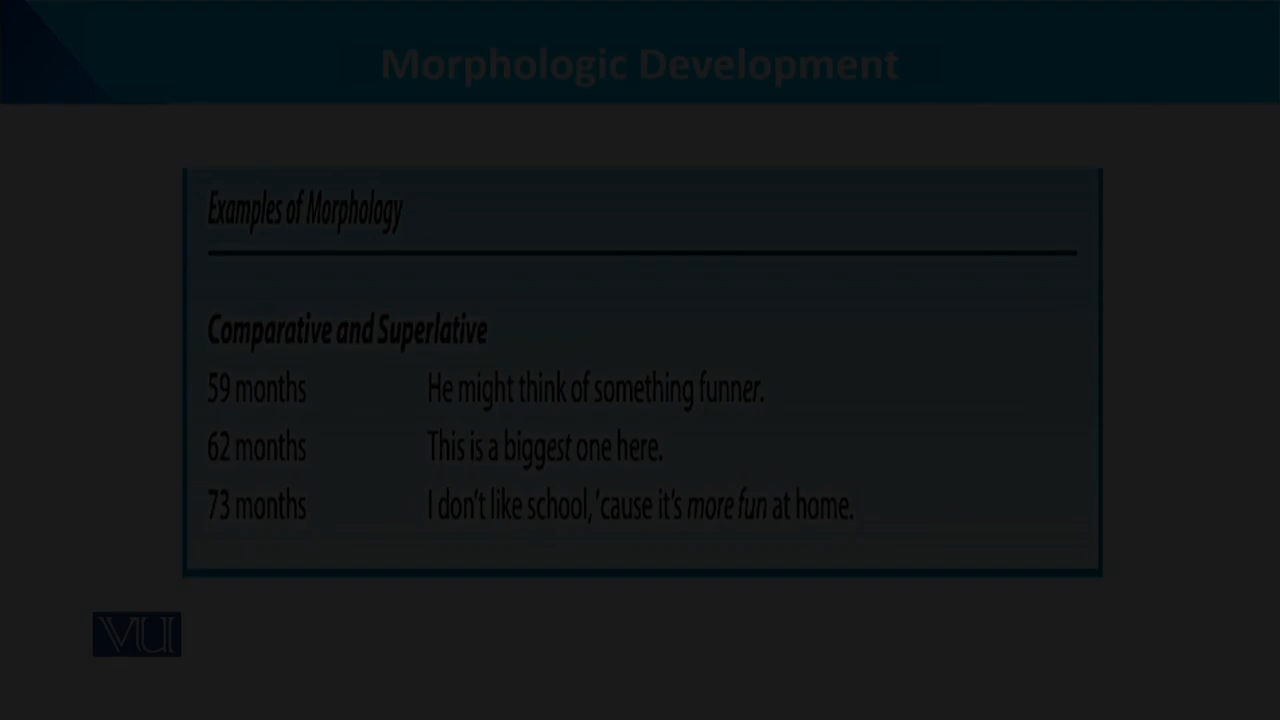 Morphologic Development
Examples of Morphology
Comparative and Superlative
59 months He might think of something funner.
62 months This is a biggest one here.
73 months I don't like school, 'cause it's more fun at home.
VU